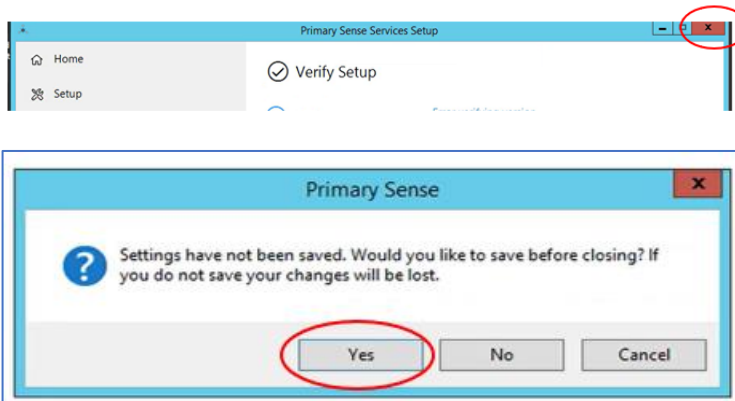 Primary Sense Services Setup
Home
Verify Setup
Setup
Primary Sense
Settings have not been saved. Would you like to save before closing? If
you do not save your changes will be lost.
Yes No Cancel